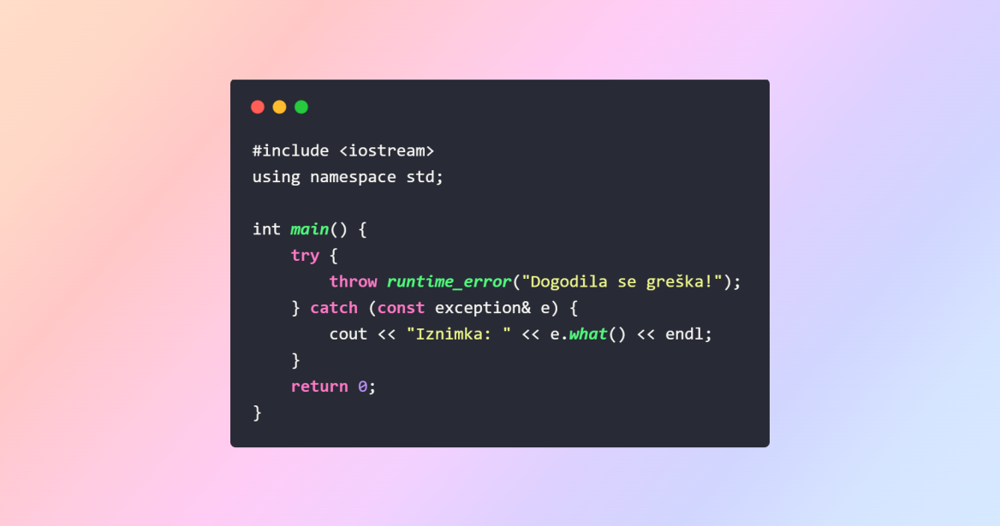 #include <iostream>
using namespace std;
int main() {
try {
throw runtime_error("Dogodila se greška!");
} catch (const exception& e) {
cout << "Iznimka: " << e.what() << endl;
}
return 0;
}